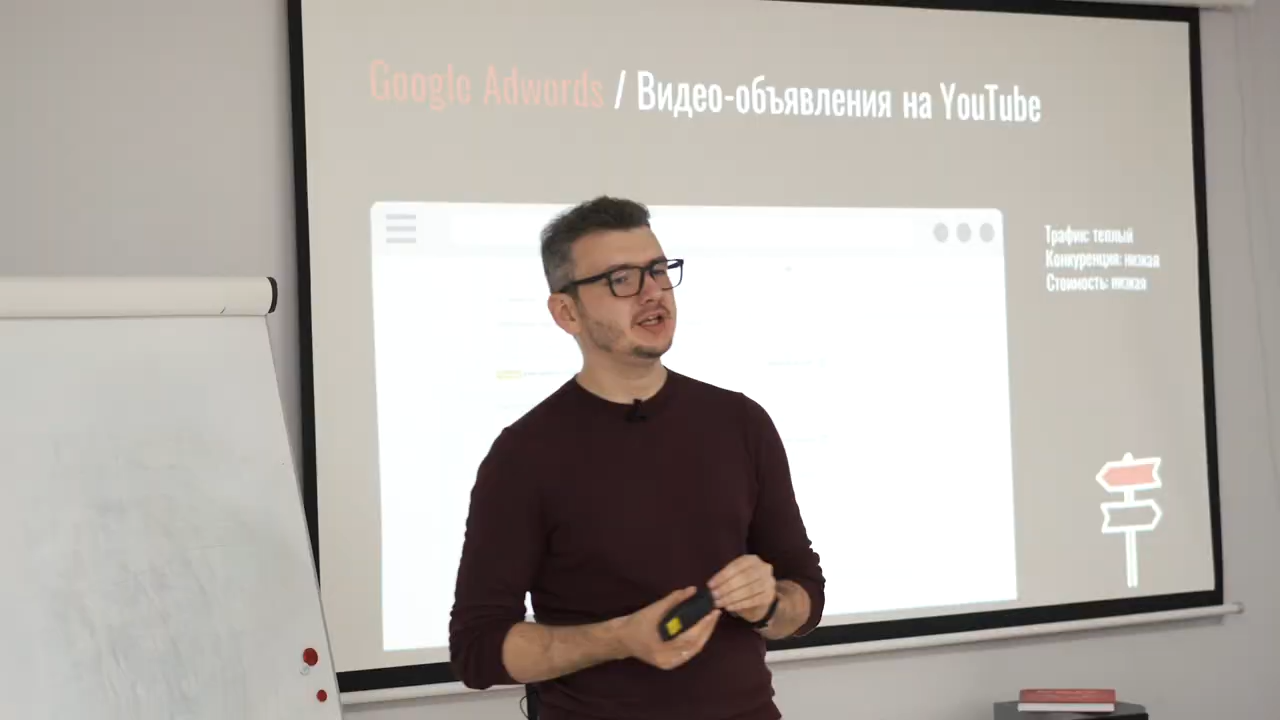 Google Adwords / Видео-объявления на YouTube
Трафик: теплый
Конкуренция: низкая
Стоимость: низкая